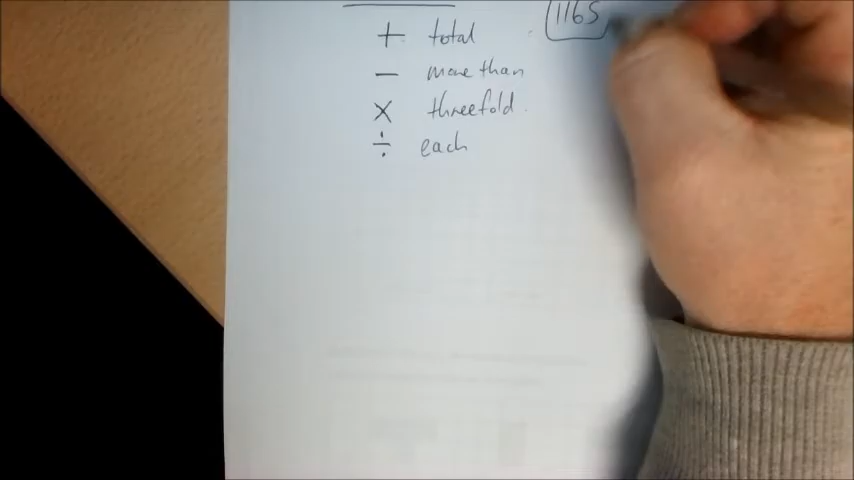 1165
+ total
− more than
× threefold
÷ each